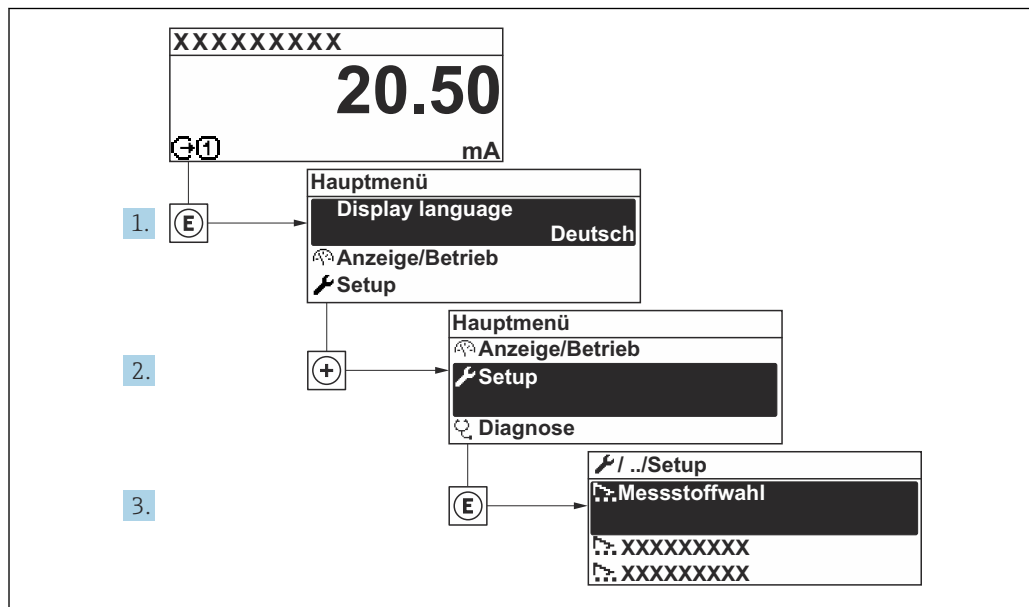 XXXXXXXXX
20.50
1 mA
Hauptmenü
1. E Display language
Deutsch
Anzeige/Betrieb
Setup
Hauptmenü
Anzeige/Betrieb
2. + Setup
Diagnose
/ ../Setup
3. E Messstoffwahl
XXXXXXXXX
XXXXXXXXX